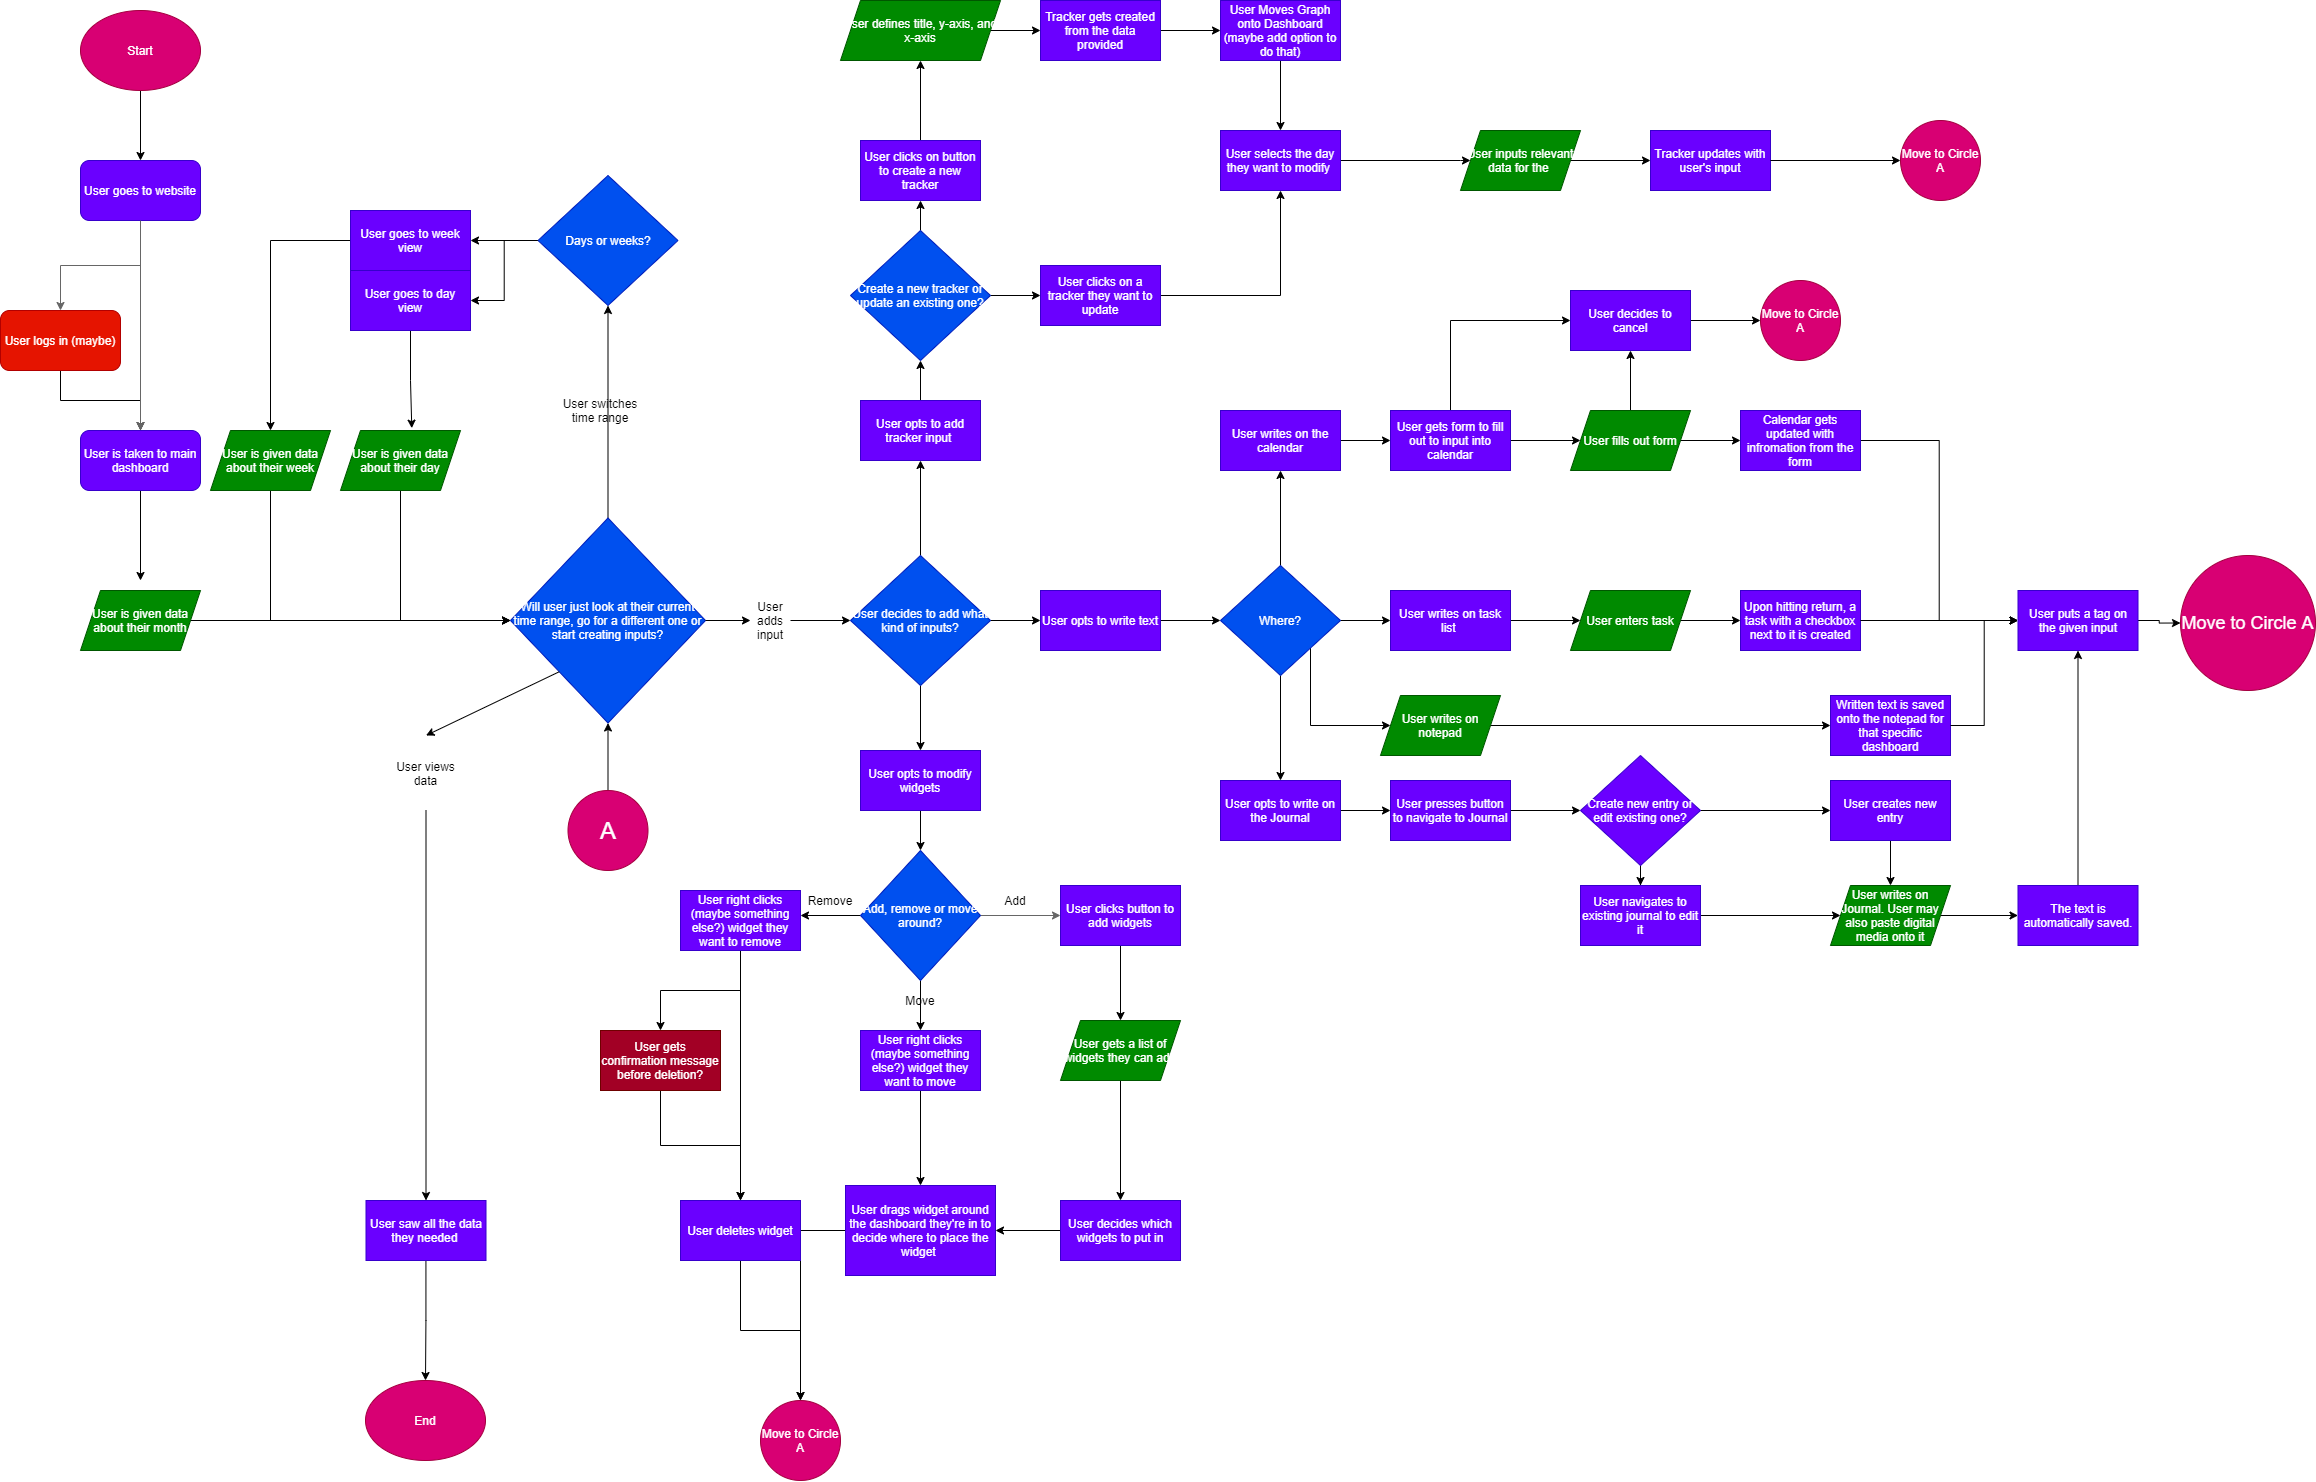 Start
User goes to website
User logs in (maybe)
User is taken to main
dashboard
User is given data
about their month
User goes to week
view
User goes to day
view
Days or weeks?
User is given data
about their week
User is given data
about their day
User switches
time range
Will user just look at their current
time range, go for a different one or
start creating inputs?
User
adds
input
User views
data
A
User saw all the data
they needed
End
ser defines title, y-axis, and
x-axis
Tracker gets created
from the data
provided
User Moves Graph
onto Dashboard
(maybe add option to
do that)
User clicks on button
to create a new
tracker
User selects the day
they want to modify
User inputs relevant
data for the
Tracker updates with
user's input
Move to Circle
A
Create a new tracker or
update an existing one?
User clicks on a
tracker they want to
update
User opts to add
tracker input
User decides to add what
kind of inputs?
User opts to write text
Where?
User writes on the
calendar
User gets form to fill
out to input into
calendar
User decides to
cancel
Move to Circle
A
User fills out form
Calendar gets
updated with
infromation from the
form
User writes on task
list
User enters task
Upon hitting return, a
task with a checkbox
next to it is created
User puts a tag on
the given input
Move to Circle A
User writes on
notepad
Written text is saved
onto the notepad for
that specific
dashboard
User opts to write on
the Journal
User presses button
to navigate to Journal
Create new entry or
edit existing one?
User creates new
entry
User navigates to
existing journal to edit
it
User writes on
Journal. User may
also paste digital
media onto it
The text is
automatically saved.
User opts to modify
widgets
Add, remove or move
around?
Remove
Add
Move
User right clicks
(maybe something
else?) widget they
want to remove
User clicks button to
add widgets
User gets
confirmation message
before deletion?
User right clicks
(maybe something
else?) widget they
want to move
User gets a list of
widgets they can ad
User deletes widget
User drags widget around
the dashboard they're in to
decide where to place the
widget
User decides which
widgets to put in
Move to Circle
A